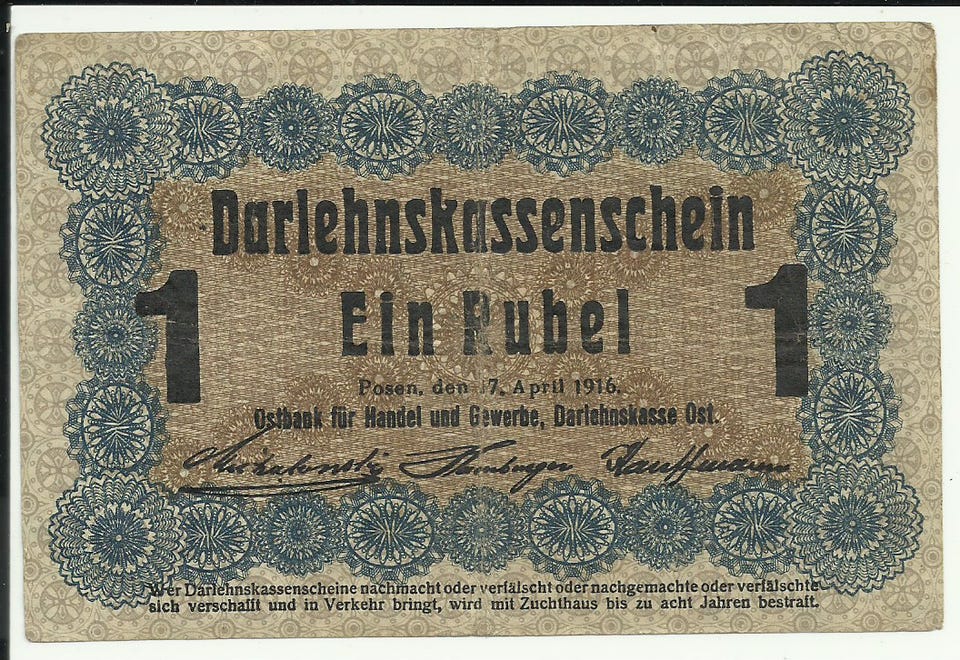 Darlehnskassenschein
1 Ein Rubel 1
Posen, den 17. April 1916.
Ostbank für Handel und Gewerbe, Darlehnskasse Ost.
Hamburger Kauffmann
Wer Darlehnskassenscheine nachmacht oder verfälscht oder nachgemachte oder verfälschte
sich verschafft und in Verkehr bringt, wird mit Zuchthaus bis zu acht Jahren bestraft.